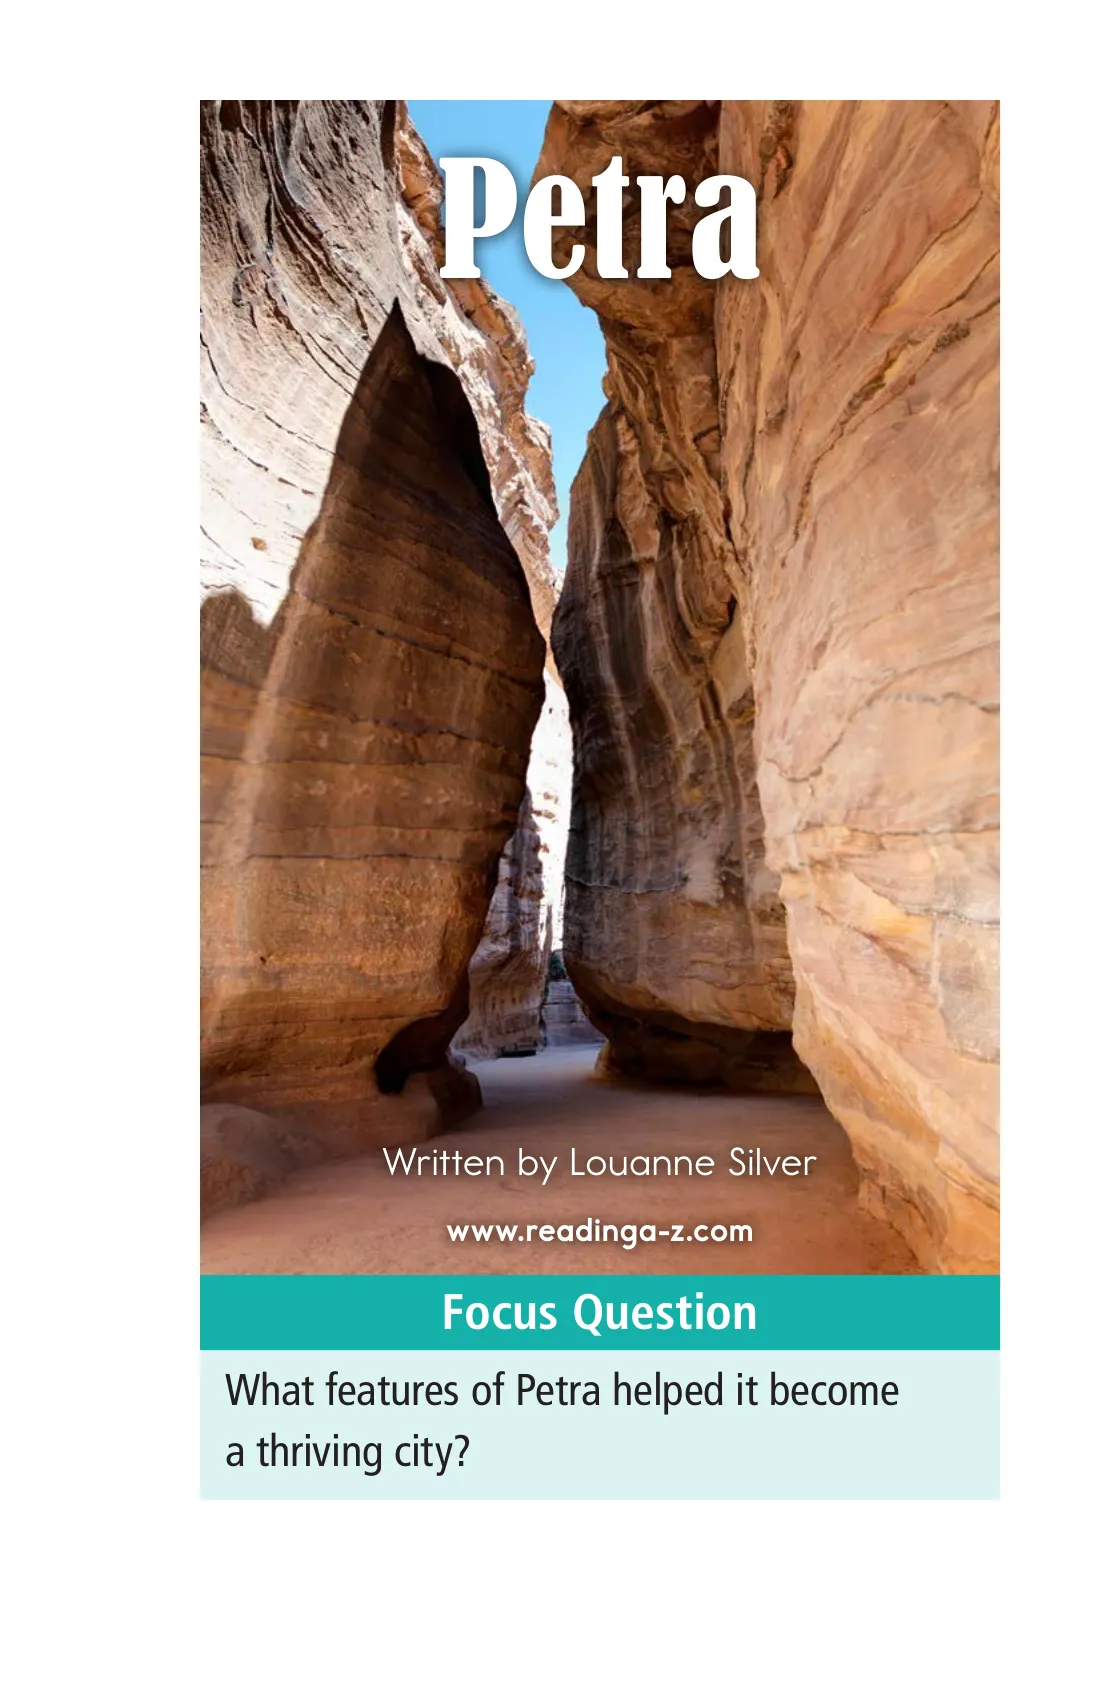 Petra
Written by Louanne Silver
www.readinga-z.com
Focus Question
What features of Petra helped it become
a thriving city?